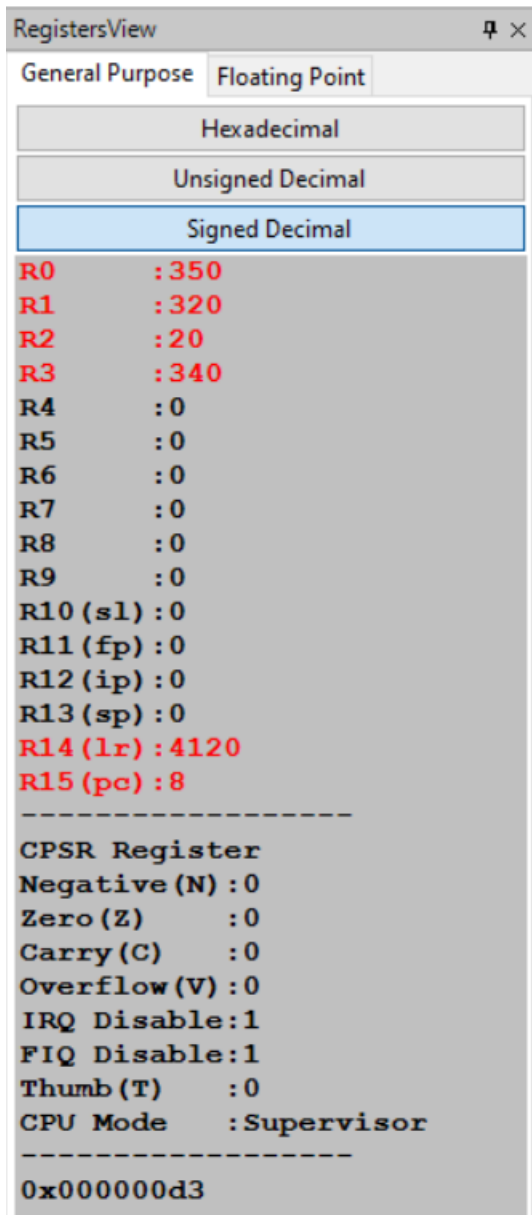 RegistersView
General Purpose Floating Point
Hexadecimal
Unsigned Decimal
Signed Decimal
R0 :350
R1 :320
R2 :20
R3 :340
R4 :0
R5 :0
R6 :0
R7 :0
R8 :0
R9 :0
R10(sl):0
R11(fp):0
R12(ip):0
R13(sp):0
R14(lr):4120
R15(pc):8
-------------------
CPSR Register
Negative(N):0
Zero(Z) :0
Carry(C) :0
Overflow(V):0
IRQ Disable:1
FIQ Disable:1
Thumb(T) :0
CPU Mode :Supervisor
-------------------
0x000000d3